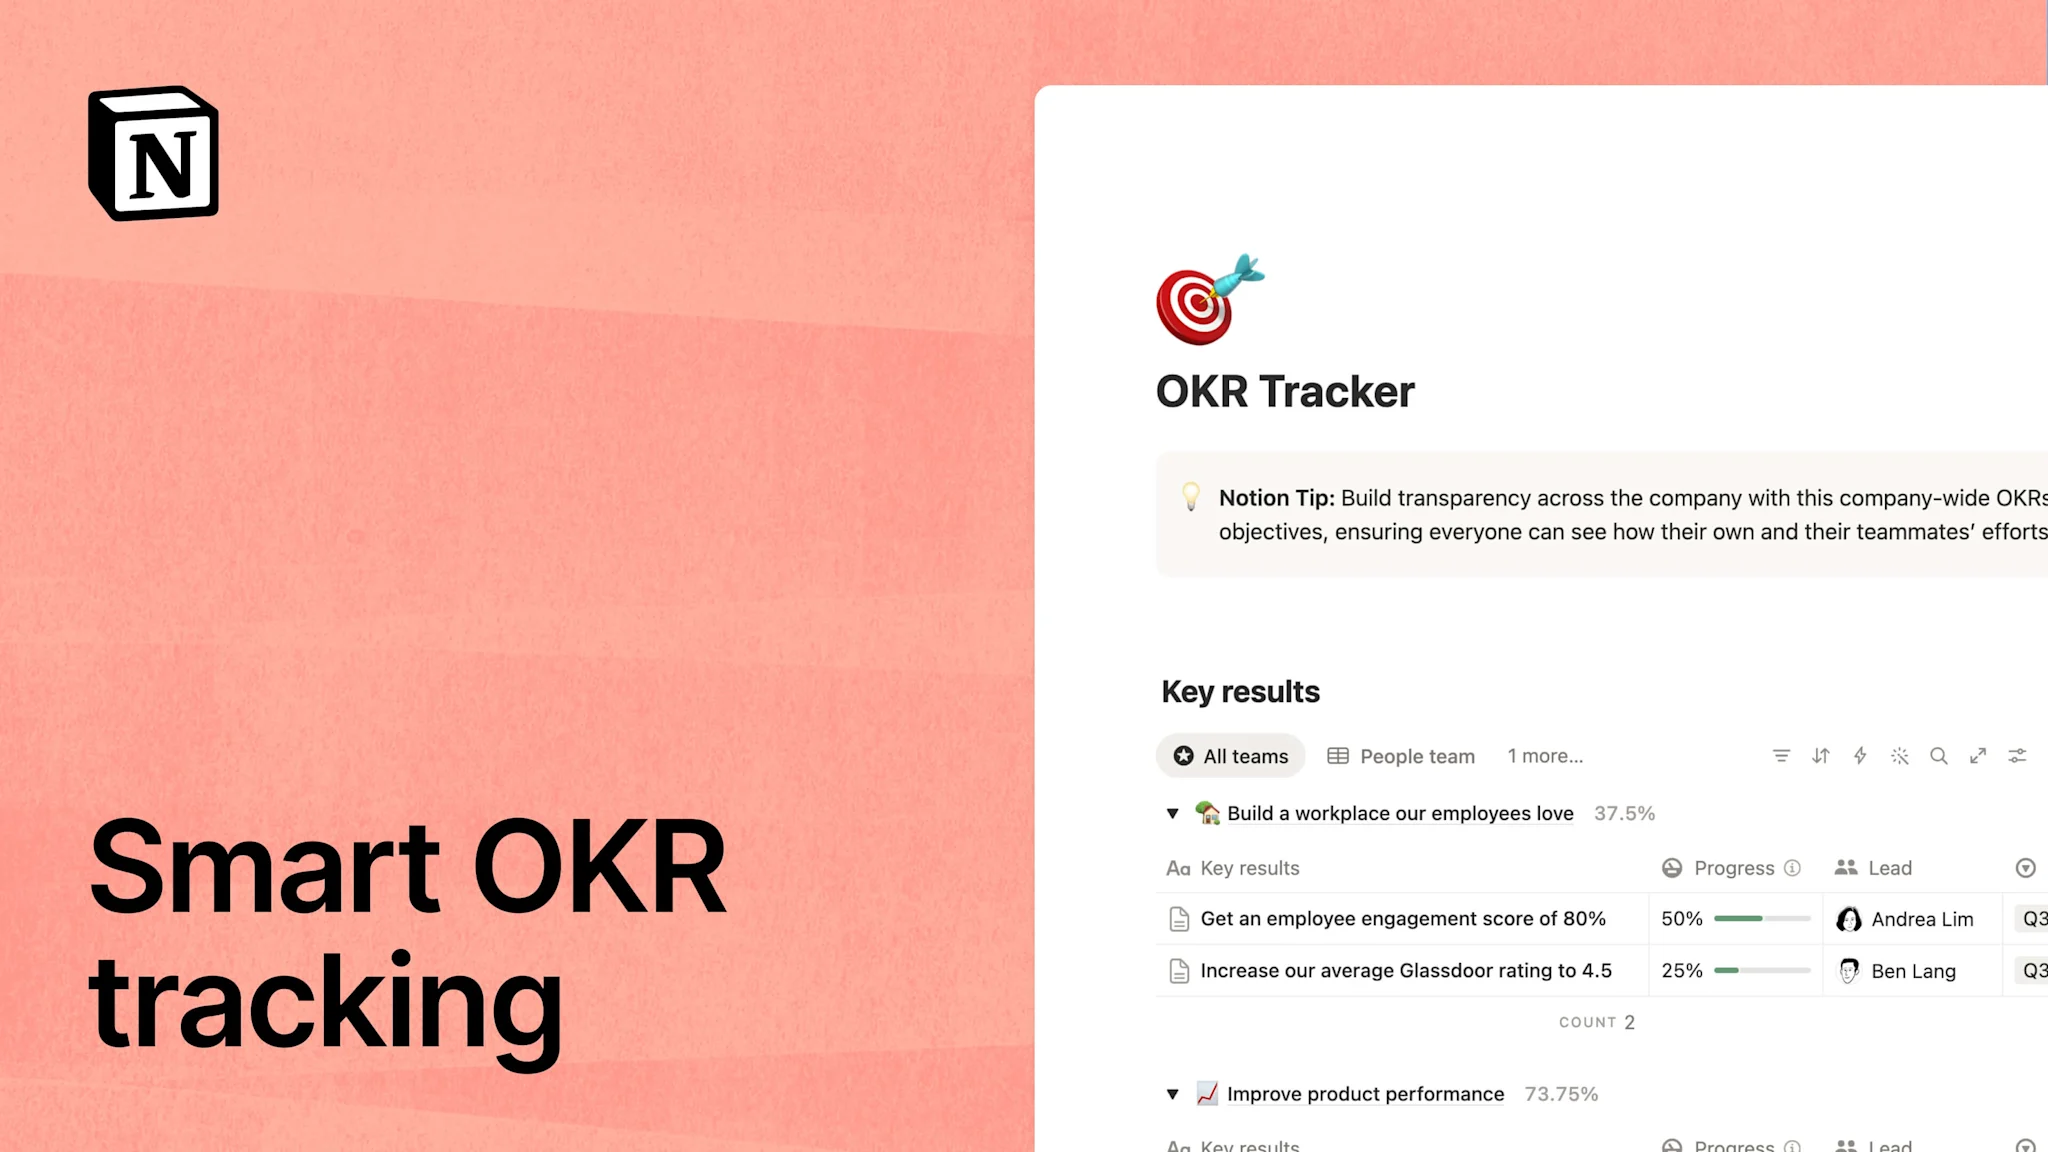 N
Smart OKR
tracking
OKR Tracker
Notion Tip: Build transparency across the company with this company-wide OKRs
objectives, ensuring everyone can see how their own and their teammates’ efforts
Key results
All teams People team 1 more...
Build a workplace our employees love 37.5%
Aa Key results Progress Lead
Get an employee engagement score of 80% 50% Andrea Lim Q3
Increase our average Glassdoor rating to 4.5 25% Ben Lang Q3
COUNT 2
Improve product performance 73.75%
Aa Key results Progress Lead